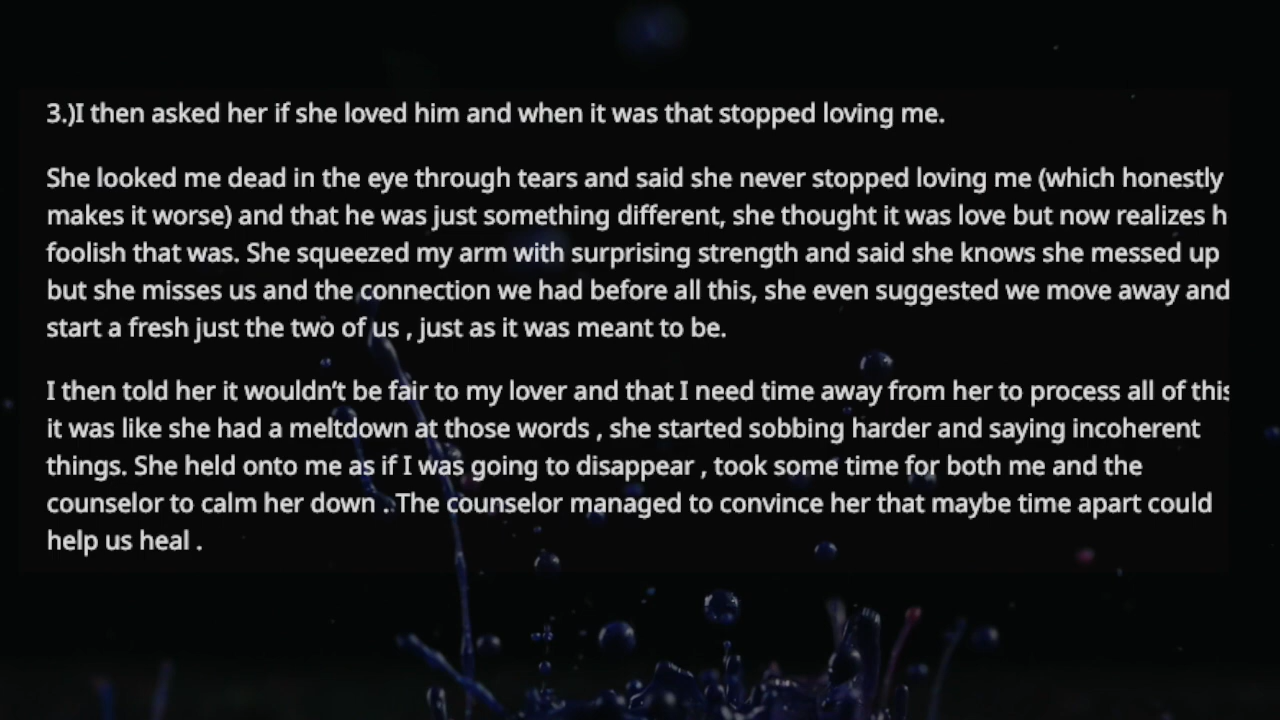 3.)I then asked her if she loved him and when it was that stopped loving me.
She looked me dead in the eye through tears and said she never stopped loving me (which honestly
makes it worse) and that he was just something different, she thought it was love but now realizes h
foolish that was. She squeezed my arm with surprising strength and said she knows she messed up
but she misses us and the connection we had before all this, she even suggested we move away and
start a fresh just the two of us , just as it was meant to be.
I then told her it wouldn't be fair to my lover and that I need time away from her to process all of this
it was like she had a meltdown at those words , she started sobbing harder and saying incoherent
things. She held onto me as if I was going to disappear , took some time for both me and the
counselor to calm her down . The counselor managed to convince her that maybe time apart could
help us heal .